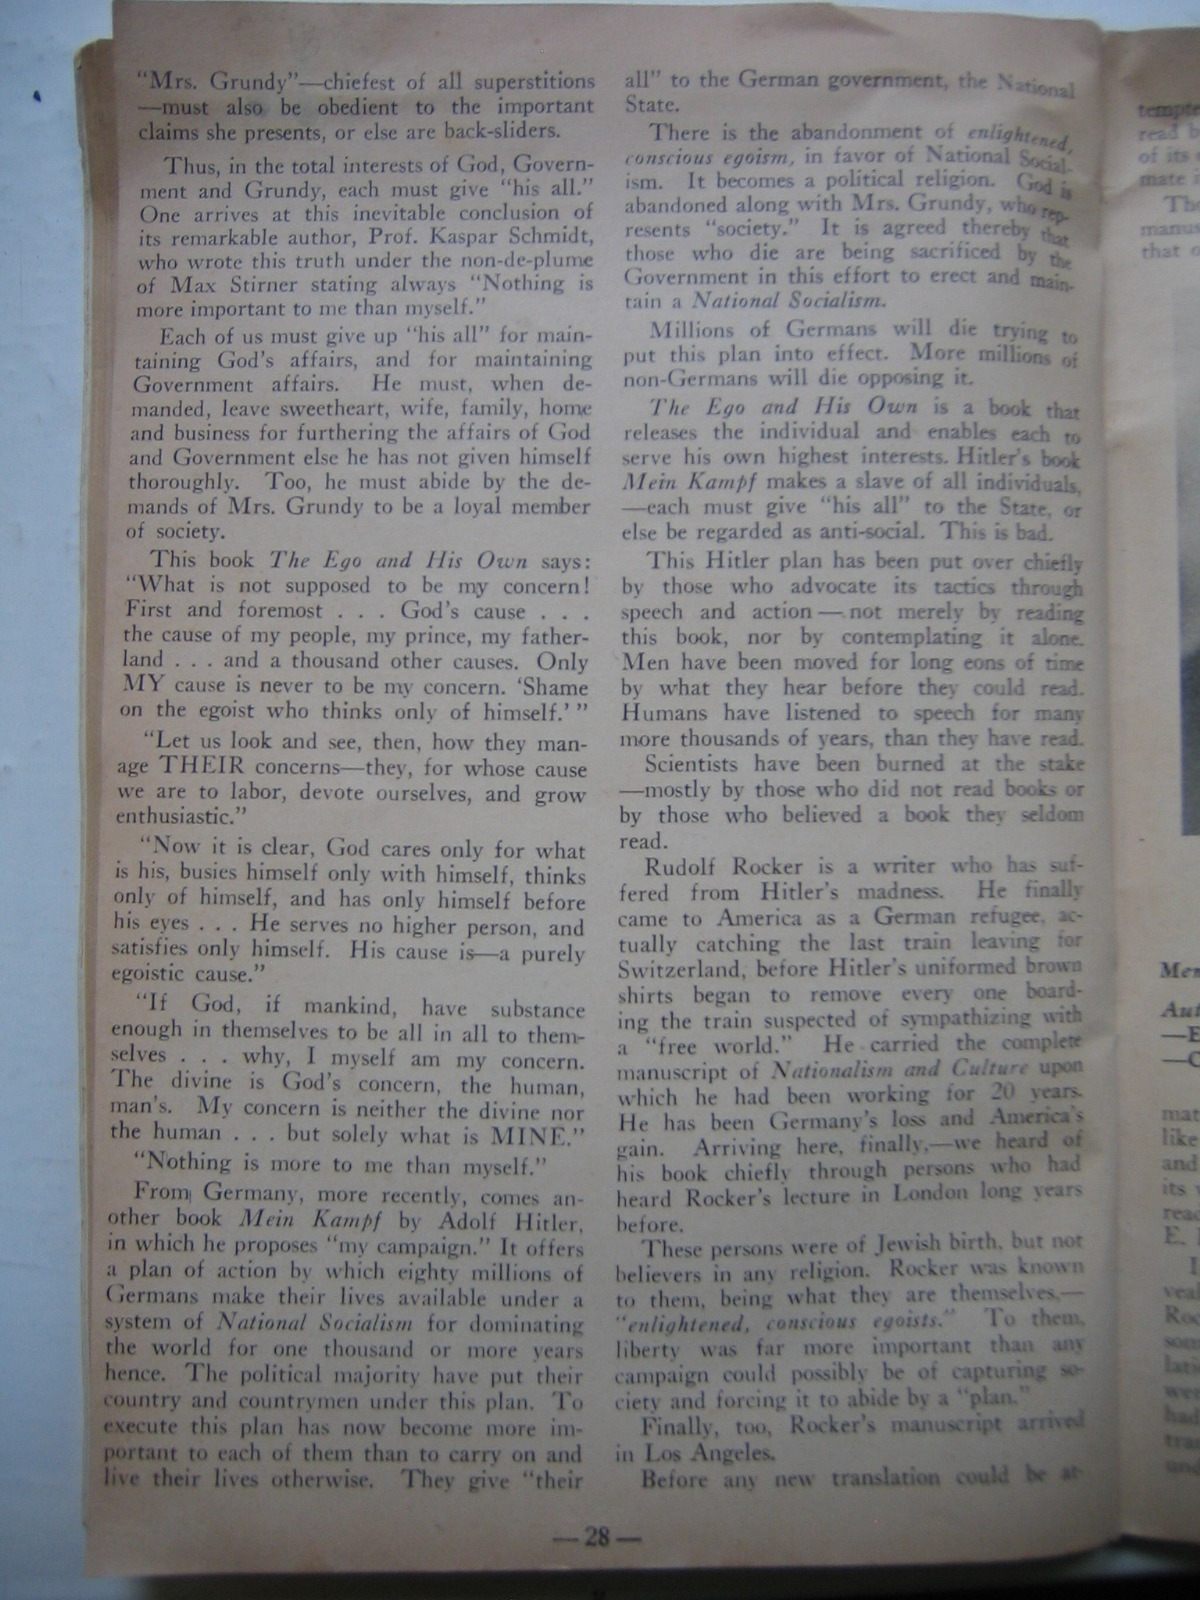 "Mrs. Grundy"—chiefest of all superstitions
—must also be obedient to the important
claims she presents, or else are back-sliders.
Thus, in the total interests of God, Govern-
ment and Grundy, each must give "his all."
One arrives at this inevitable conclusion of
its remarkable author, Prof. Kaspar Schmidt,
who wrote this truth under the non-de-plume
of Max Stirner stating always "Nothing is
more important to me than myself."
Each of us must give up "his all" for main-
taining God's affairs, and for maintaining
Government affairs. He must, when de-
manded, leave sweetheart, wife, family, home
and business for furthering the affairs of God
and Government else he has not given himself
thoroughly. Too, he must abide by the de-
mands of Mrs. Grundy to be a loyal member
of society.
This book The Ego and His Own says:
"What is not supposed to be my concern!
First and foremost . . . God's cause . . .
the cause of my people, my prince, my father-
land . . . and a thousand other causes. Only
MY cause is never to be my concern. 'Shame
on the egoist who thinks only of himself.' "
"Let us look and see, then, how they man-
age THEIR concerns—they, for whose cause
we are to labor, devote ourselves, and grow
enthusiastic."
"Now it is clear, God cares only for what
is his, busies himself only with himself, thinks
only of himself, and has only himself before
his eyes . . . He serves no higher person, and
satisfies only himself. His cause is—a purely
egoistic cause."
"If God, if mankind, have substance
enough in themselves to be all in all to them-
selves . . . why, I myself am my concern.
The divine is God's concern, the human,
man's. My concern is neither the divine nor
the human . . . but solely what is MINE."
"Nothing is more to me than myself."
From Germany, more recently, comes an-
other book Mein Kampf by Adolf Hitler,
in which he proposes "my campaign." It offers
a plan of action by which eighty millions of
Germans make their lives available under a
system of National Socialism for dominating
the world for one thousand or more years
hence. The political majority have put their
country and countrymen under this plan. To
execute this plan has now become more im-
portant to each of them than to carry on and
live their lives otherwise. They give "their
all" to the German government, the National
State.
There is the abandonment of enlightened,
conscious egoism, in favor of National Social-
ism. It becomes a political religion. God is
abandoned along with Mrs. Grundy, who rep-
resents "society." It is agreed thereby that
those who die are being sacrificed by the
Government in this effort to erect and main-
tain a National Socialism.
Millions of Germans will die trying to
put this plan into effect. More millions of
non-Germans will die opposing it.
The Ego and His Own is a book that
releases the individual and enables each to
serve his own highest interests. Hitler's book
Mein Kampf makes a slave of all individuals,
—each must give "his all" to the State, or
else be regarded as anti-social. This is bad.
This Hitler plan has been put over chiefly
by those who advocate its tactics through
speech and action — not merely by reading
this book, nor by contemplating it alone.
Men have been moved for long eons of time
by what they hear before they could read.
Humans have listened to speech for many
more thousands of years, than they have read.
Scientists have been burned at the stake
—mostly by those who did not read books or
by those who believed a book they seldom
read.
Rudolf Rocker is a writer who has suf-
fered from Hitler's madness. He finally
came to America as a German refugee, ac-
tually catching the last train leaving for
Switzerland, before Hitler's uniformed brown
shirts began to remove every one board-
ing the train suspected of sympathizing with
a "free world." He carried the complete
manuscript of Nationalism and Culture upon
which he had been working for 20 years.
He has been Germany's loss and America's
gain. Arriving here, finally,—we heard of
his book chiefly through persons who had
heard Rocker's lecture in London long years
before.
These persons were of Jewish birth, but not
believers in any religion. Rocker was known
to them, being what they are themselves,—
"enlightened, conscious egoists." To them,
liberty was far more important than any
campaign could possibly be of capturing so-
ciety and forcing it to abide by a "plan."
Finally, too, Rocker's manuscript arrived
in Los Angeles.
Before any new translation could be at-
— 28 —
tempte
read b
of its
mate i
The
manus
that o
Men
Aut
—E
—C
mat
like
and
its
read
E.
I
Roc
som
lati
wer
had
tran
und